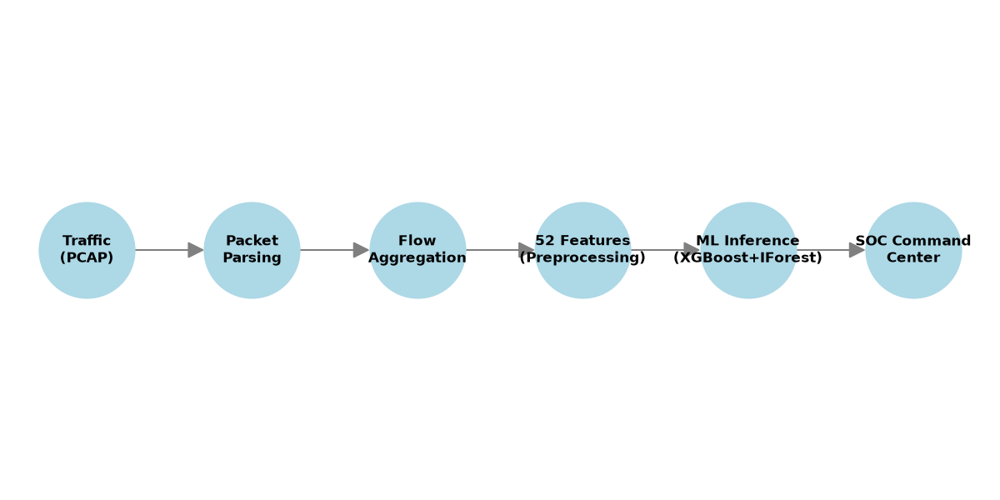 Traffic
(PCAP)
Packet
Parsing
Flow
Aggregation
52 Features
(Preprocessing)
ML Inference
(XGBoost+IForest)
SOC Command
Center